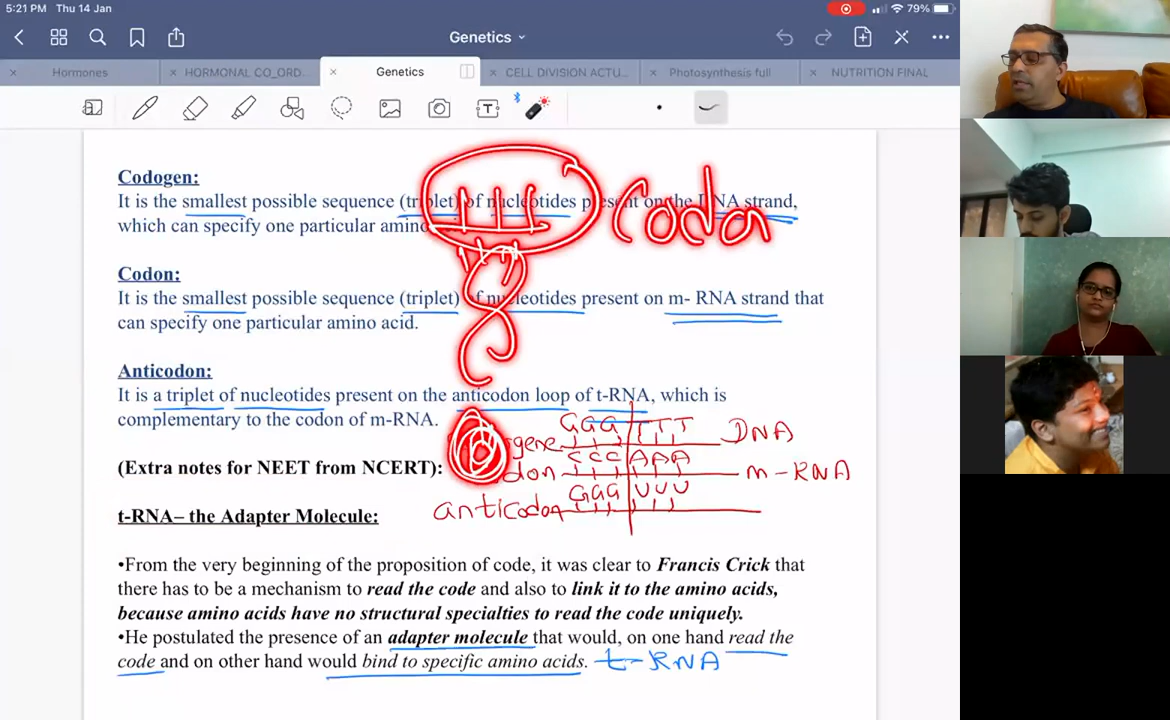 5:21 PM Thu 14 Jan 79%
Genetics
Hormones HORMONAL CO_ORD... Genetics CELL DIVISION ACTU... Photosynthesis full NUTRITION FINAL
Codogen:
It is the smallest possible sequence (triplet) of nucleotides present on the DNA strand,
which can specify one particular amino
Codon
Codon:
It is the smallest possible sequence (triplet) of nucleotides present on m- RNA strand that
can specify one particular amino acid.
Anticodon:
It is a triplet of nucleotides present on the anticodon loop of t-RNA, which is
complementary to the codon of m-RNA.
gene GGG TTT DNA
(Extra notes for NEET from NCERT):
don CCC AAA m-RNA
anticodon GGG UUU
t-RNA– the Adapter Molecule:
•From the very beginning of the proposition of code, it was clear to Francis Crick that
there has to be a mechanism to read the code and also to link it to the amino acids,
because amino acids have no structural specialties to read the code uniquely.
•He postulated the presence of an adapter molecule that would, on one hand read the
code and on other hand would bind to specific amino acids. t-RNA